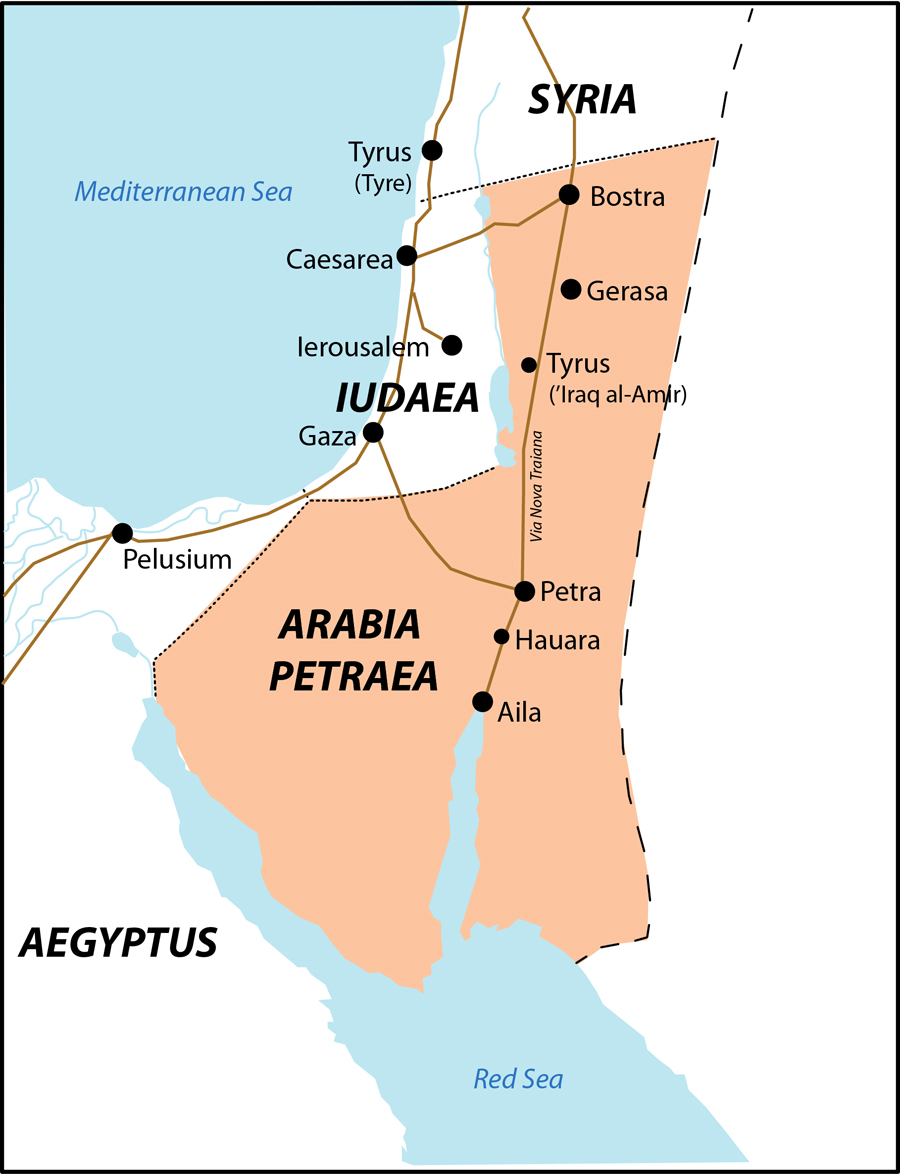 SYRIA
Tyrus
(Tyre)
Mediterranean Sea
Bostra
Caesarea
Gerasa
Ierousalem
Tyrus
('Iraq al-Amir)
IUDAEA
Gaza
Via Nova Traiana
Pelusium
Petra
ARABIA
PETRAEA
Hauara
Aila
AEGYPTUS
Red Sea